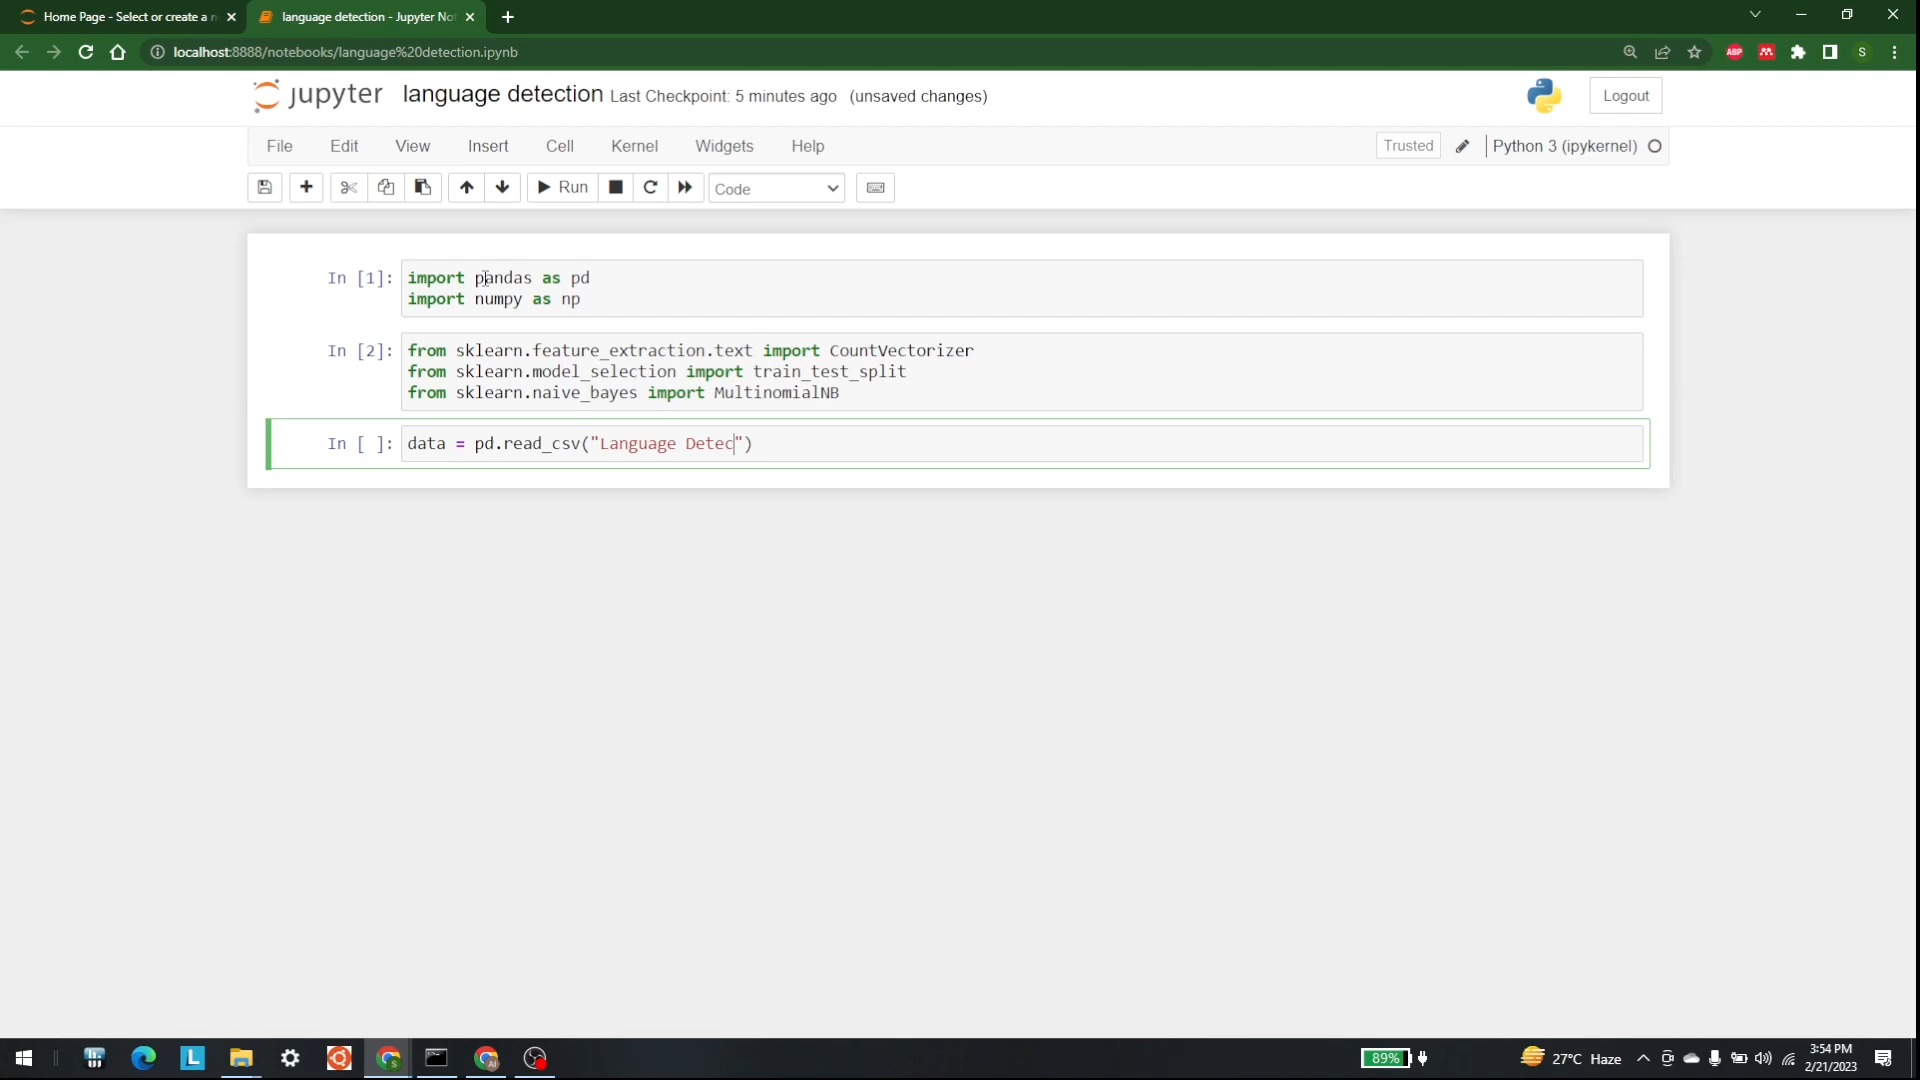 Home Page - Select or create a n
language detection - Jupyter Not
localhost:8888/notebooks/language%20detection.ipynb
ABP
S
jupyter language detection Last Checkpoint: 5 minutes ago (unsaved changes)
Logout
File Edit View Insert Cell Kernel Widgets Help
Trusted Python 3 (ipykernel)
Run Code
In [1]: import pandas as pd
import numpy as np
In [2]: from sklearn.feature_extraction.text import CountVectorizer
from sklearn.model_selection import train_test_split
from sklearn.naive_bayes import MultinomialNB
In [ ]: data = pd.read_csv("Language Detec")
L
S
AI
89%
27°C Haze
3:54 PM
2/21/2023